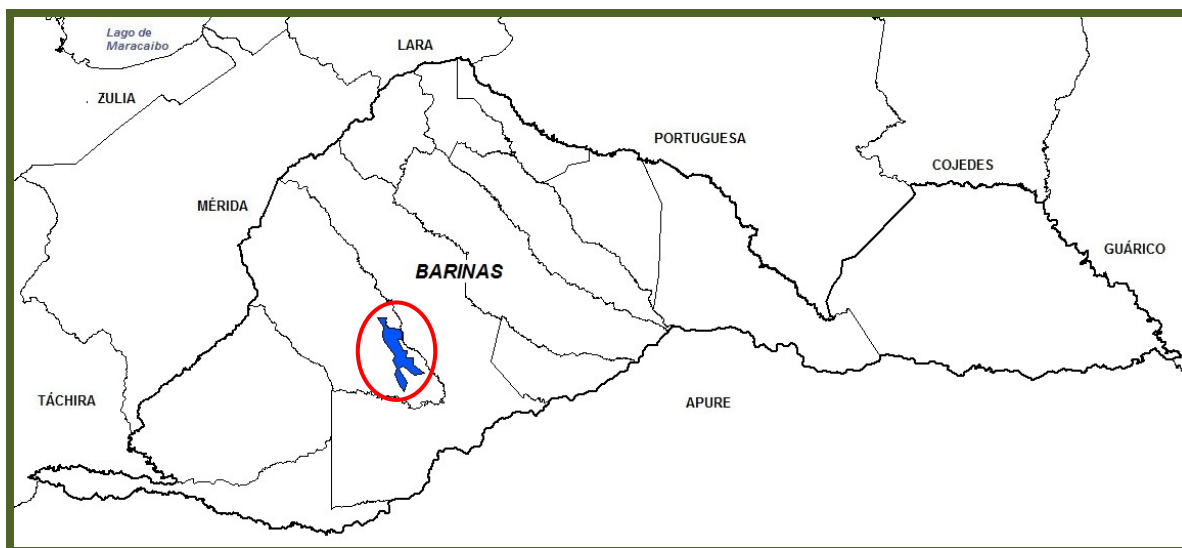 Lago de
Maracaibo
LARA
ZULIA
PORTUGUESA
COJEDES
MÉRIDA
GUÁRICO
BARINAS
TÁCHIRA
APURE